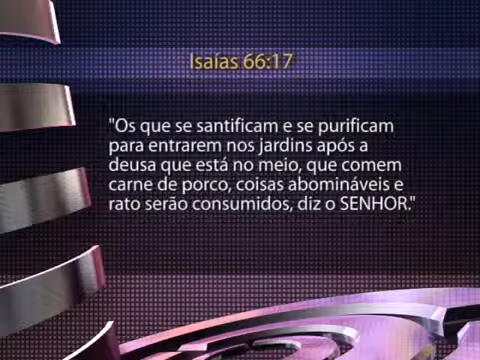 Isaías 66:17
"Os que se santificam e se purificam
para entrarem nos jardins após a
deusa que está no meio, que comem
carne de porco, coisas abomináveis e
rato serão consumidos, diz o SENHOR."